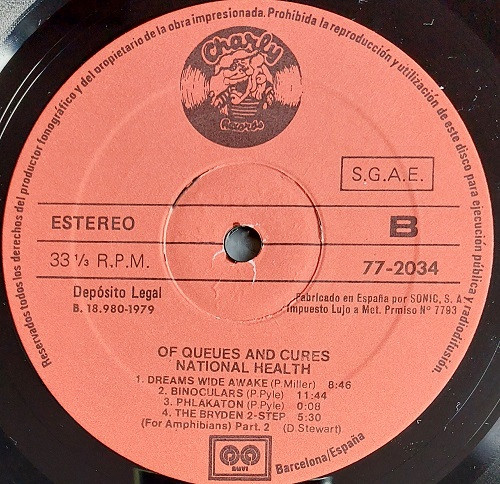 Reservados todos los derechos del productor fonográfico y del propietario de la obra impresionada. Prohibida la reproducción y utilización de este disco para ejecución pública y radiodifusión.
Charly
Records
S.G.A.E.
ESTEREO
B
33 1/3 R.P.M.
77-2034
Depósito Legal
B. 18.980-1979
Fabricado en España por SONIC, S. A.
Impuesto Lujo a Met. Prmiso Nº 7793
OF QUEUES AND CURES
NATIONAL HEALTH
1. DREAMS WIDE AWAKE (P.Miller) 8:46
2. BINOCULARS (P.Pyle) 11:44
3. PHLAKATON (P.Pyle) 0:08
4. THE BRYDEN 2-STEP 5:30
(For Amphibians) Part. 2 (D.Stewart)
Barcelona/España